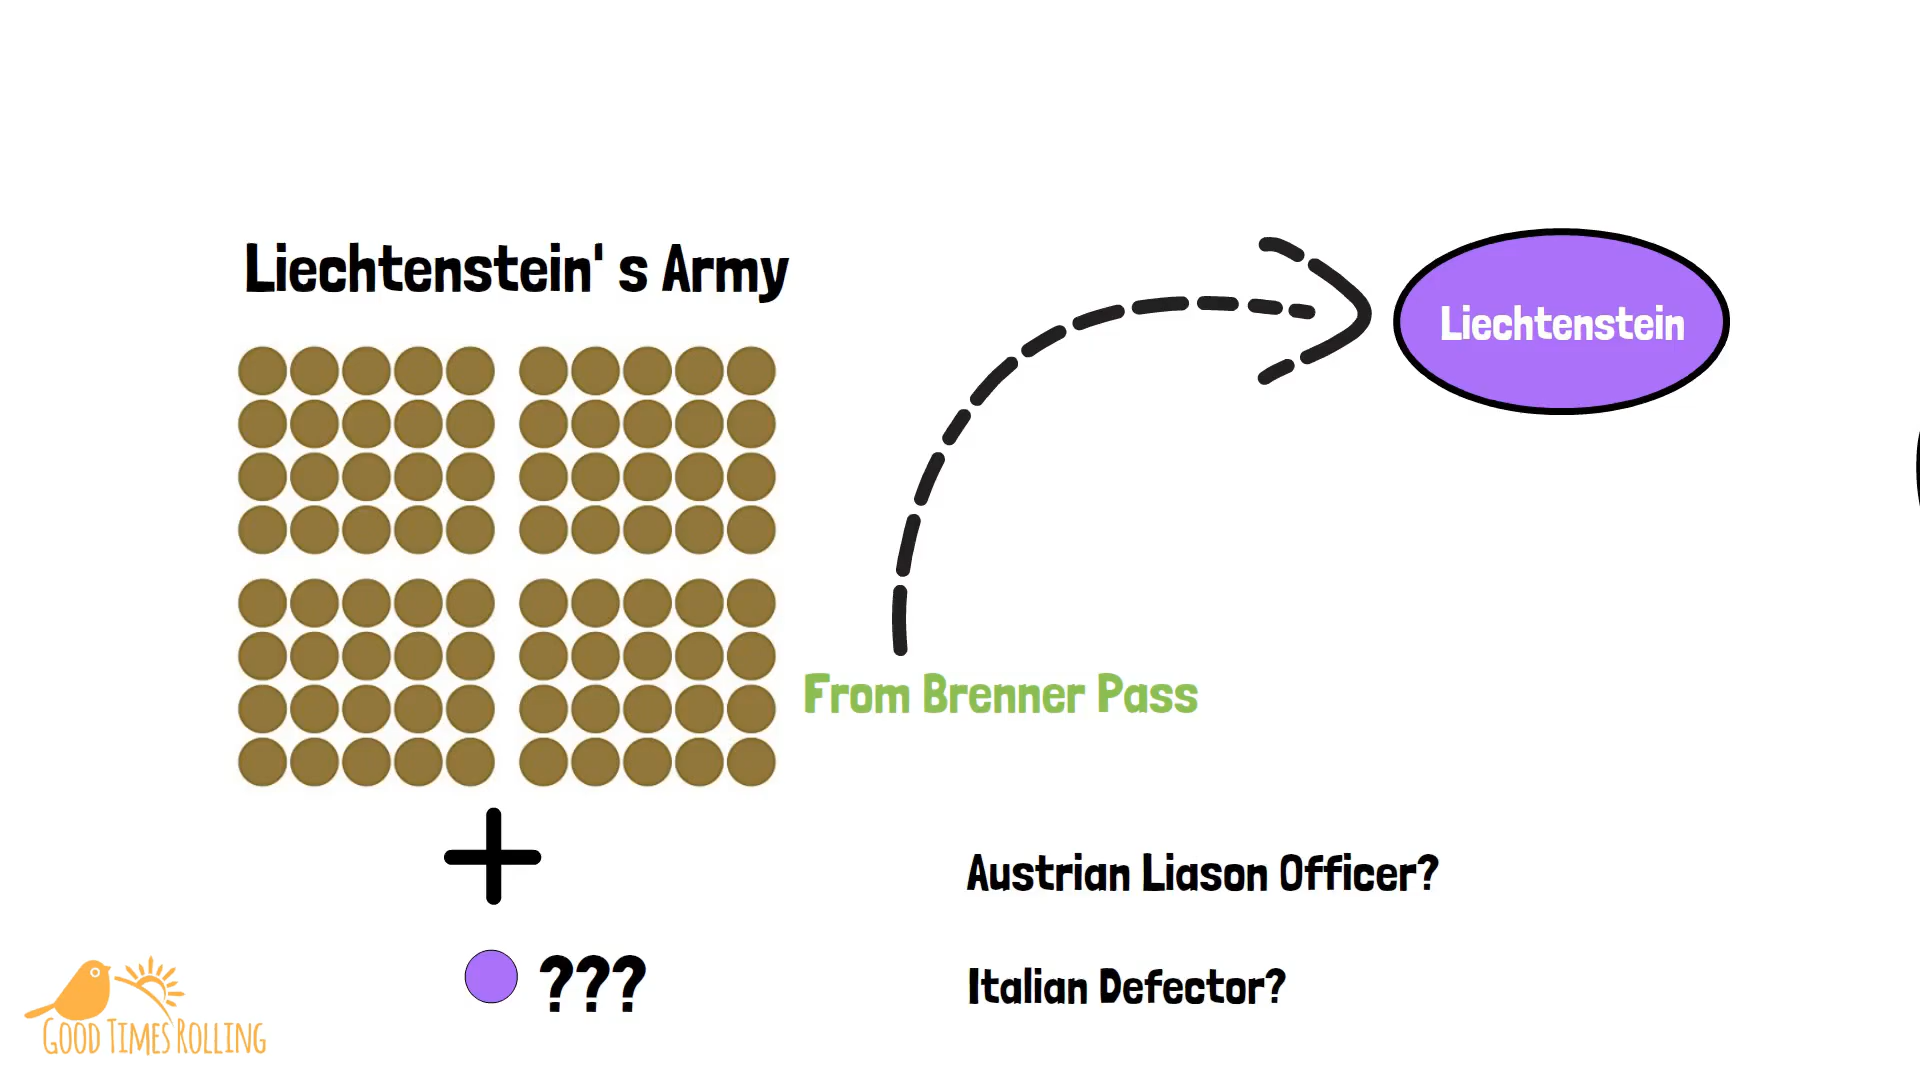 Liechtenstein' s Army
Liechtenstein
From Brenner Pass
Austrian Liason Officer?
???
Italian Defector?
GOOD TIMES ROLLING